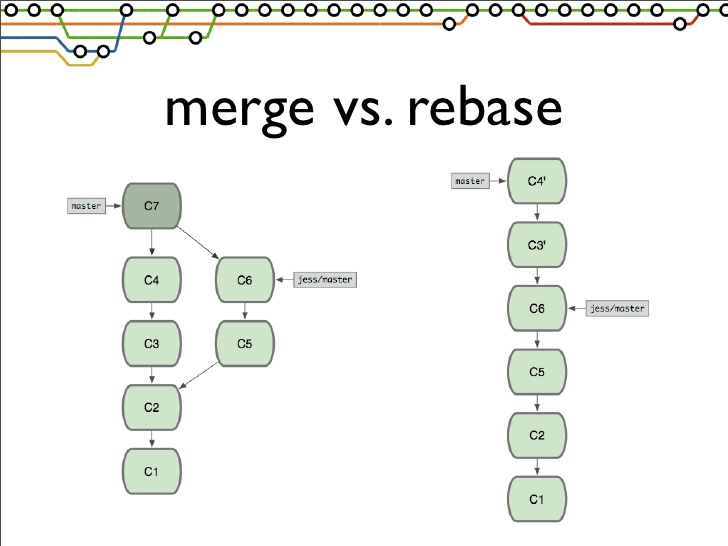 merge vs. rebase
master
C7
C4
C6
jess/master
C3
C5
C2
C1
master
C4'
C3'
C6
jess/master
C5
C2
C1